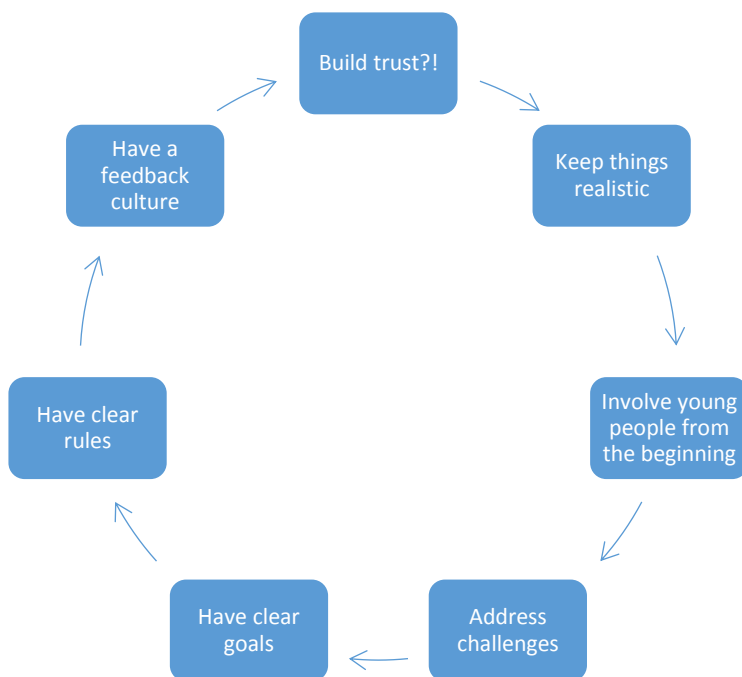 Build trust?!
Keep things
realistic
Involve young
people from
the beginning
Address
challenges
Have clear
goals
Have clear
rules
Have a
feedback
culture